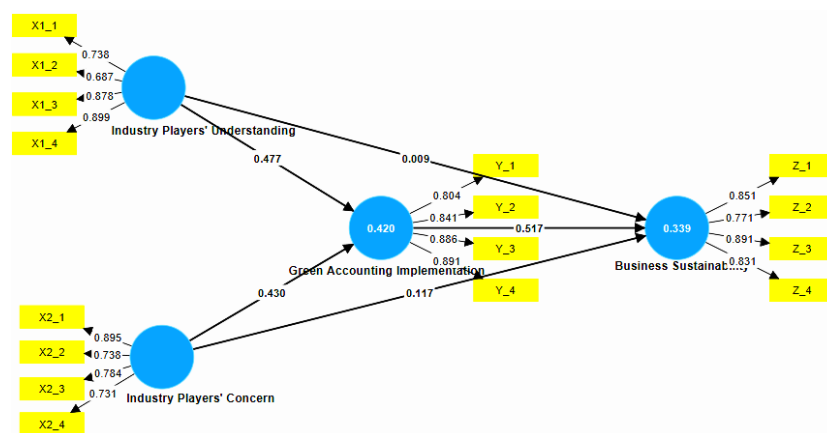 X1_1
0.738
X1_2
0.687
X1_3
0.878
0.899
X1_4
Industry Players' Understanding
0.477
0.009
Y_1
0.804
Y_2
0.841
0.420
0.517
0.886
Y_3
0.891
Green Accounting Implementation
Y_4
Z_1
0.851
0.771
Z_2
0.339
0.891
Z_3
0.831
Business Sustainability
Z_4
0.430
0.117
X2_1
0.895
X2_2
0.738
0.784
X2_3
0.731
X2_4
Industry Players' Concern